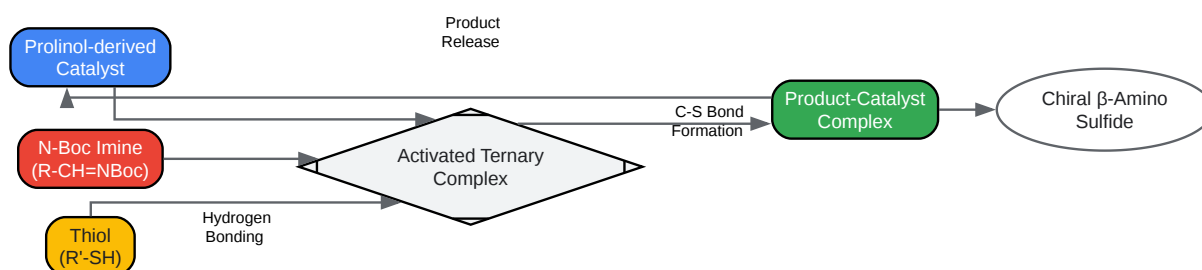 Product
Release
Prolinol-derived
Catalyst
N-Boc Imine
(R-CH=NBoc)
Thiol
(R'-SH)
Hydrogen
Bonding
Activated Ternary
Complex
C-S Bond
Formation
Product-Catalyst
Complex
Chiral β-Amino
Sulfide